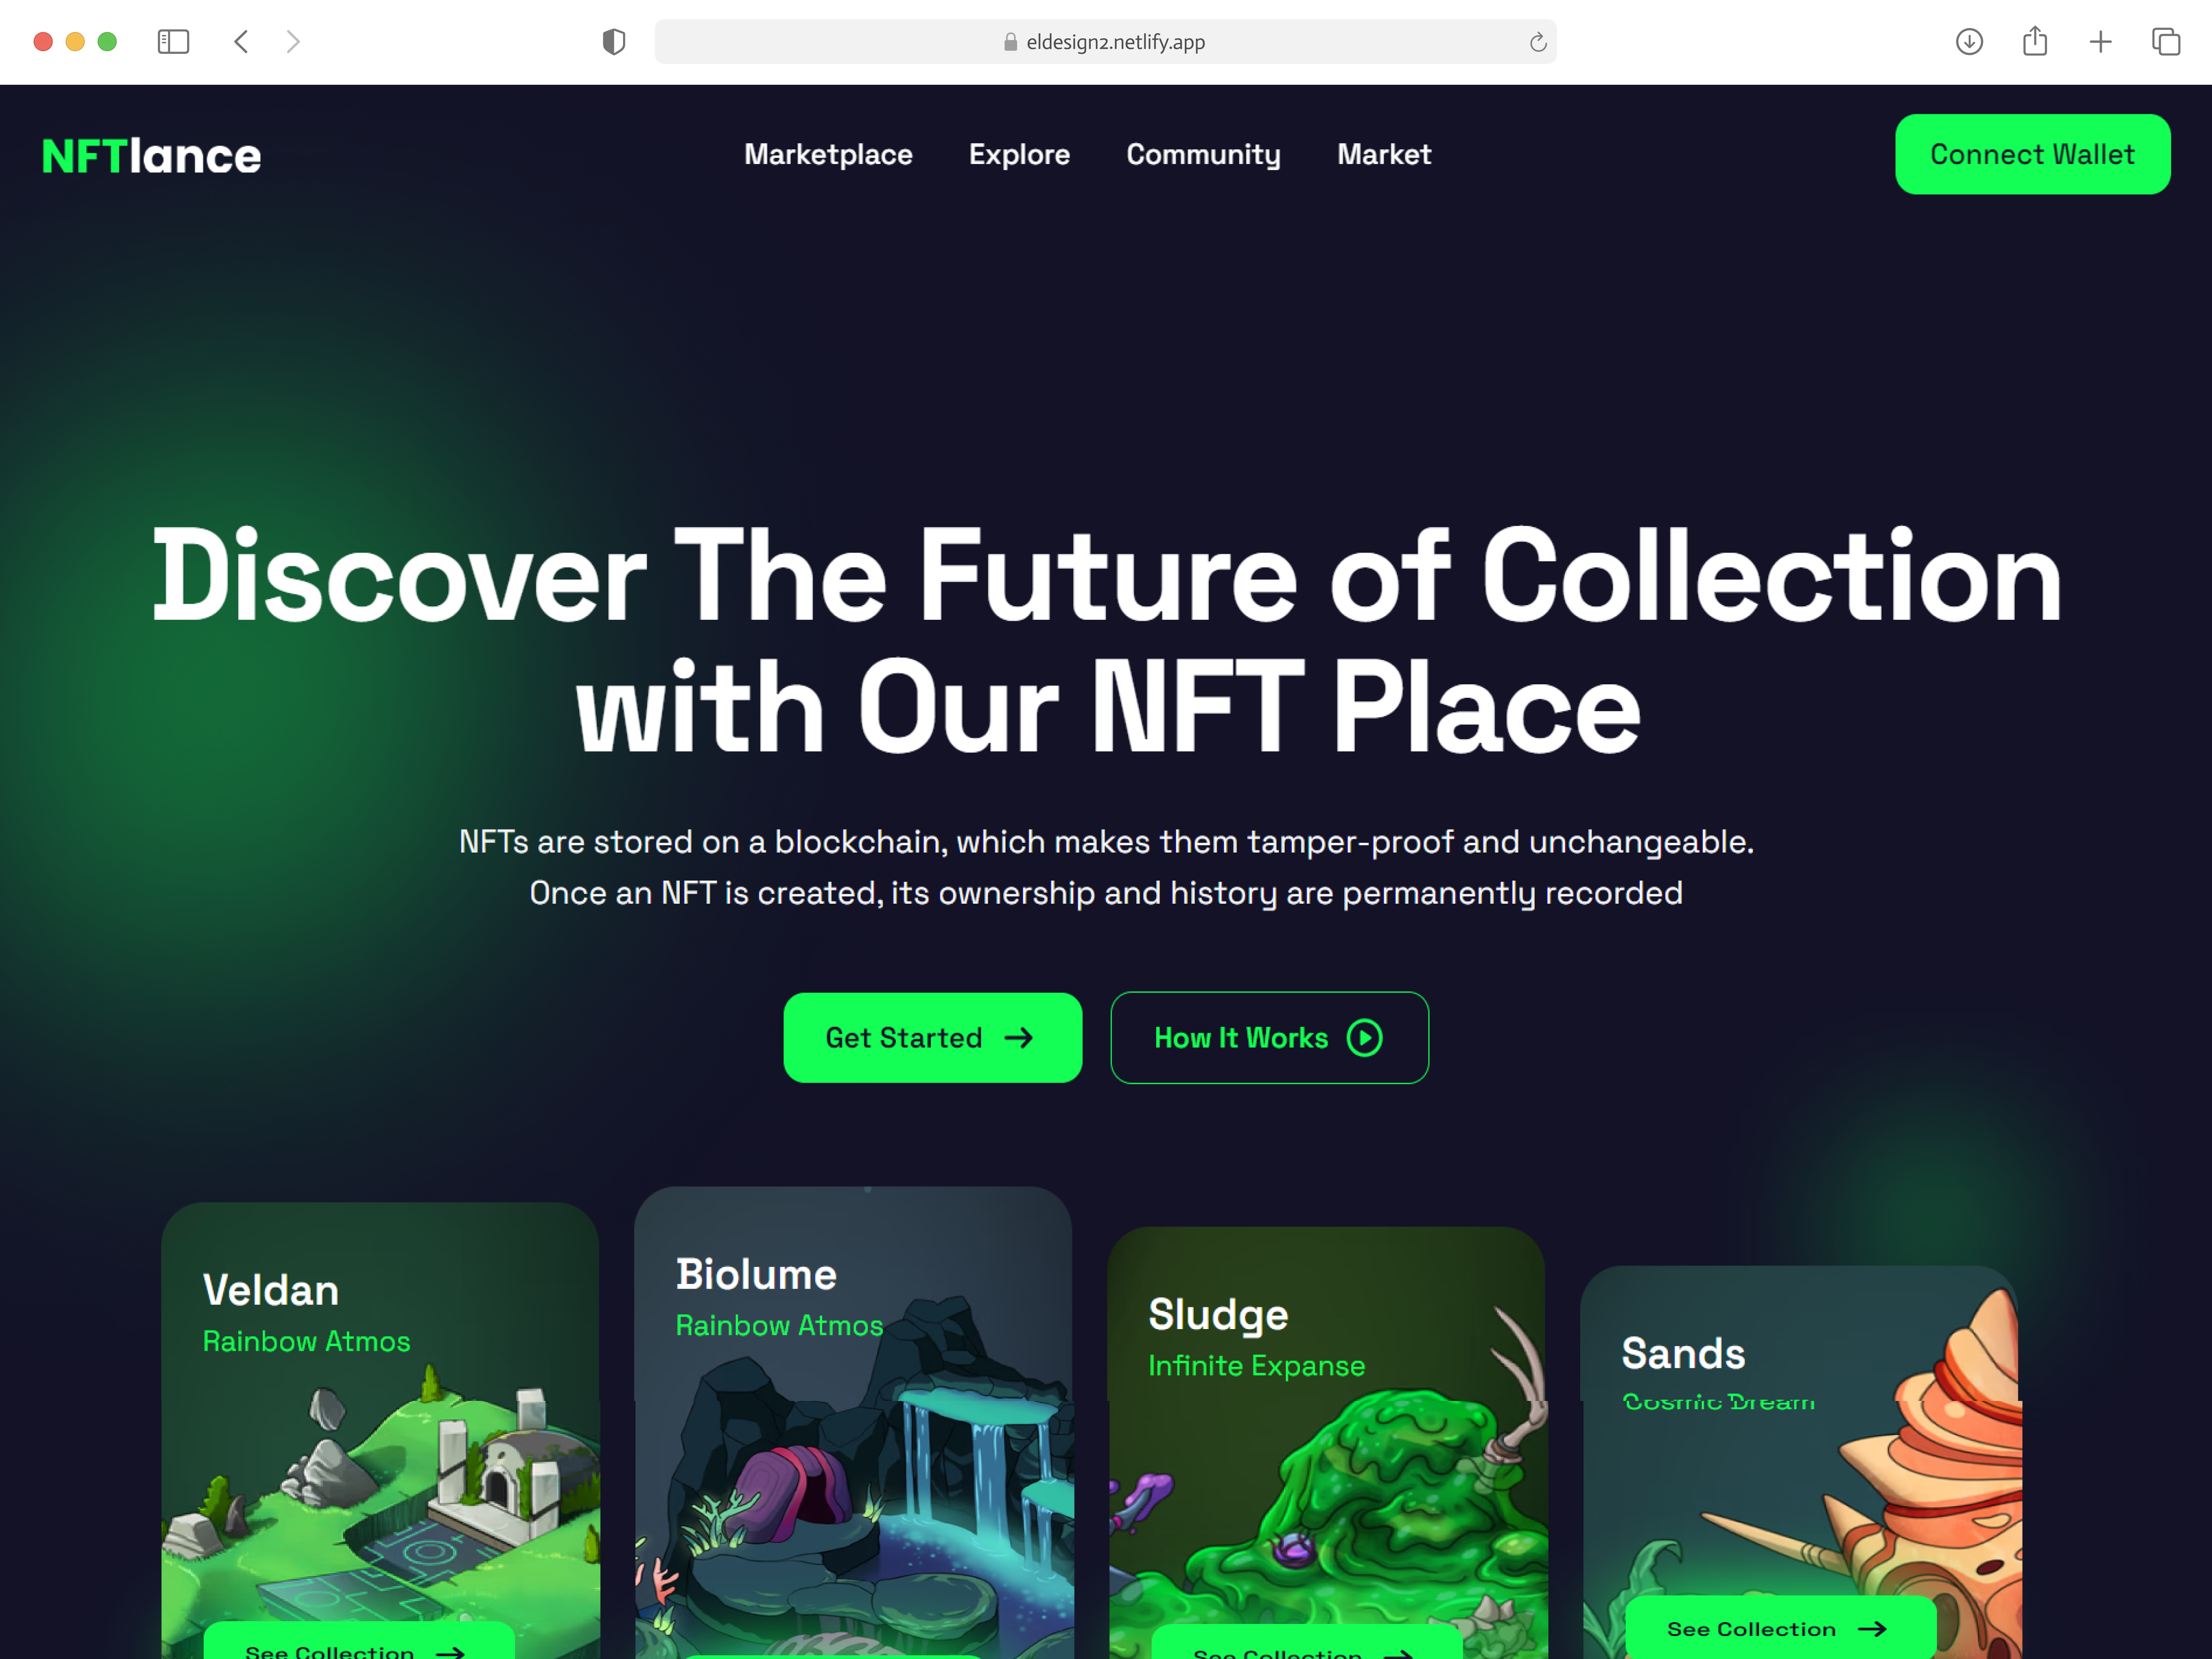 eldesign2.netlify.app
NFTlance
Marketplace
Explore
Community
Market
Connect Wallet
Discover The Future of Collection
with Our NFT Place
NFTs are stored on a blockchain, which makes them tamper-proof and unchangeable.
Once an NFT is created, its ownership and history are permanently recorded
Get Started
How It Works
Veldan
Rainbow Atmos
See Collection
Biolume
Rainbow Atmos
Sludge
Infinite Expanse
See Collection
Sands
Cosmic Dream
See Collection